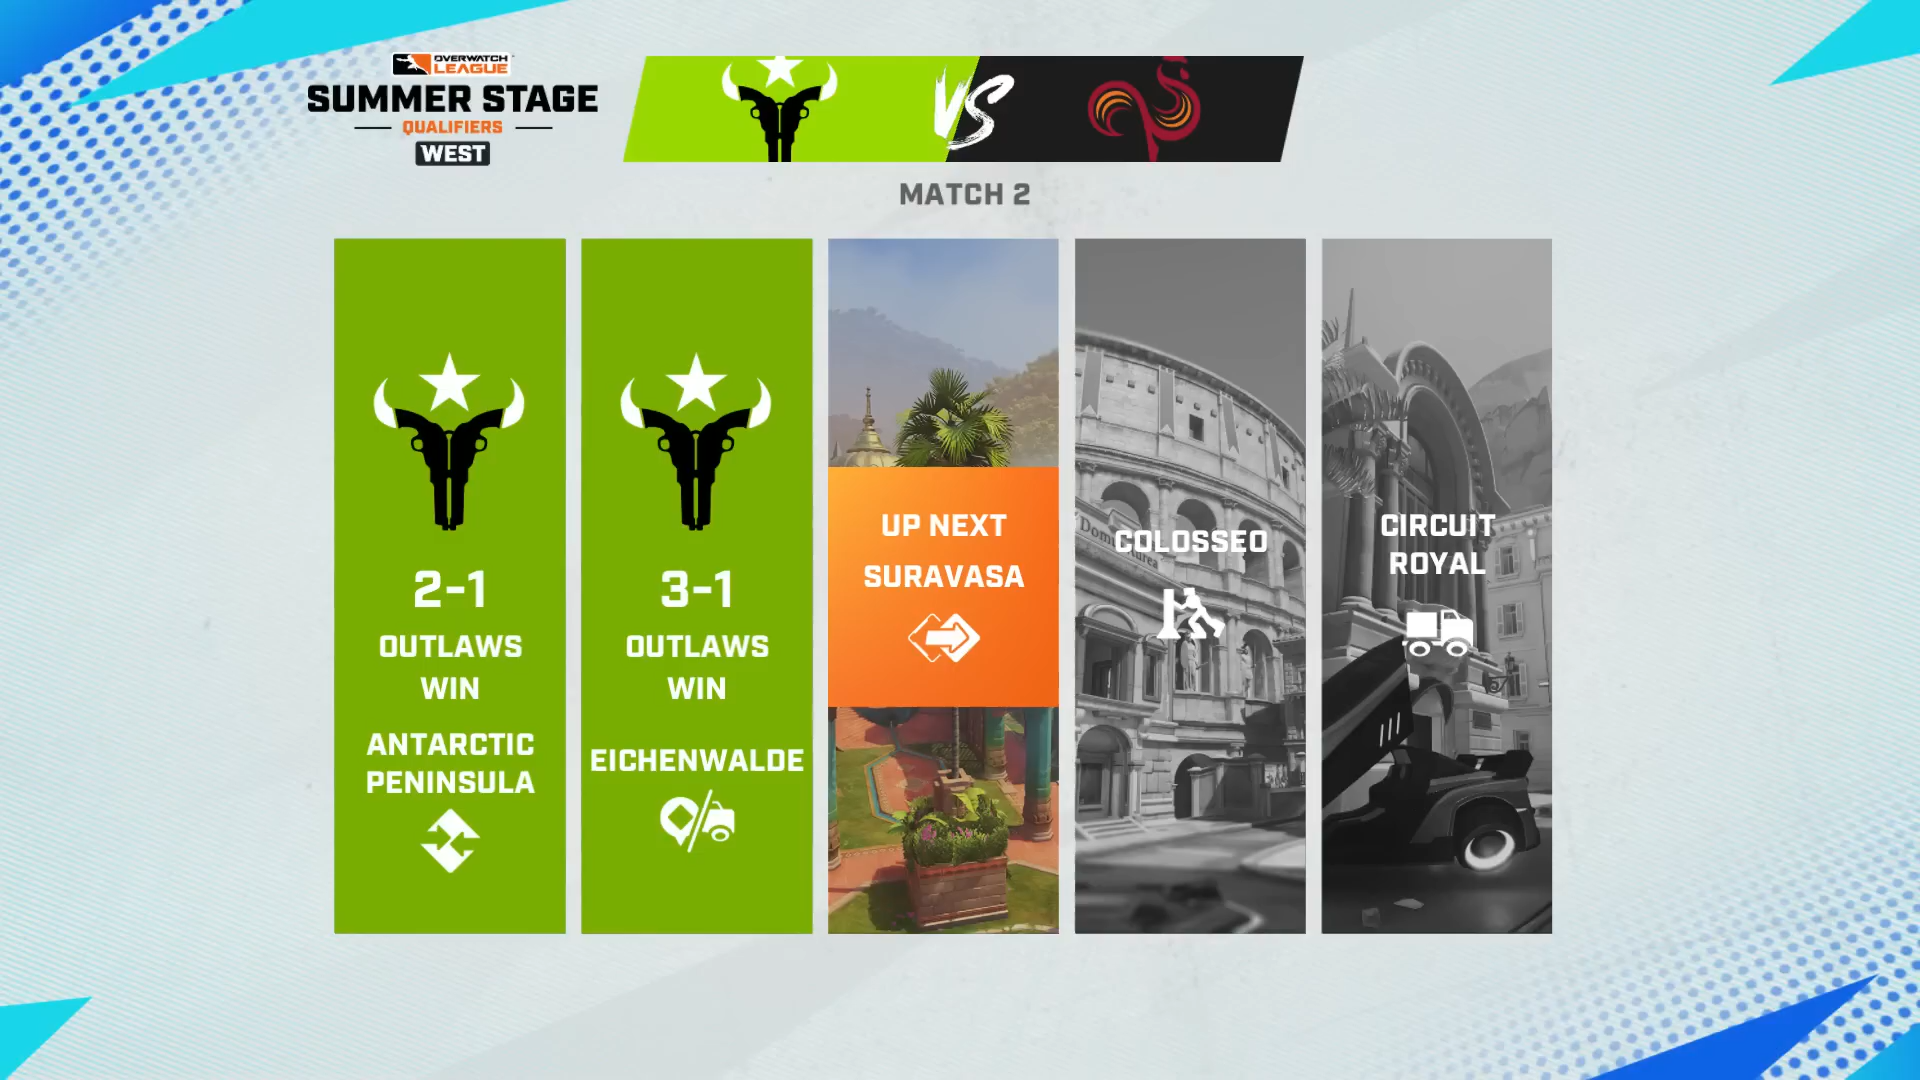 OVERWATCH
LEAGUE
SUMMER STAGE
QUALIFIERS
WEST
VS
MATCH 2
2-1
OUTLAWS
WIN
ANTARCTIC
PENINSULA
3-1
OUTLAWS
WIN
EICHENWALDE
UP NEXT
SURAVASA
COLOSSEO
CIRCUIT
ROYAL